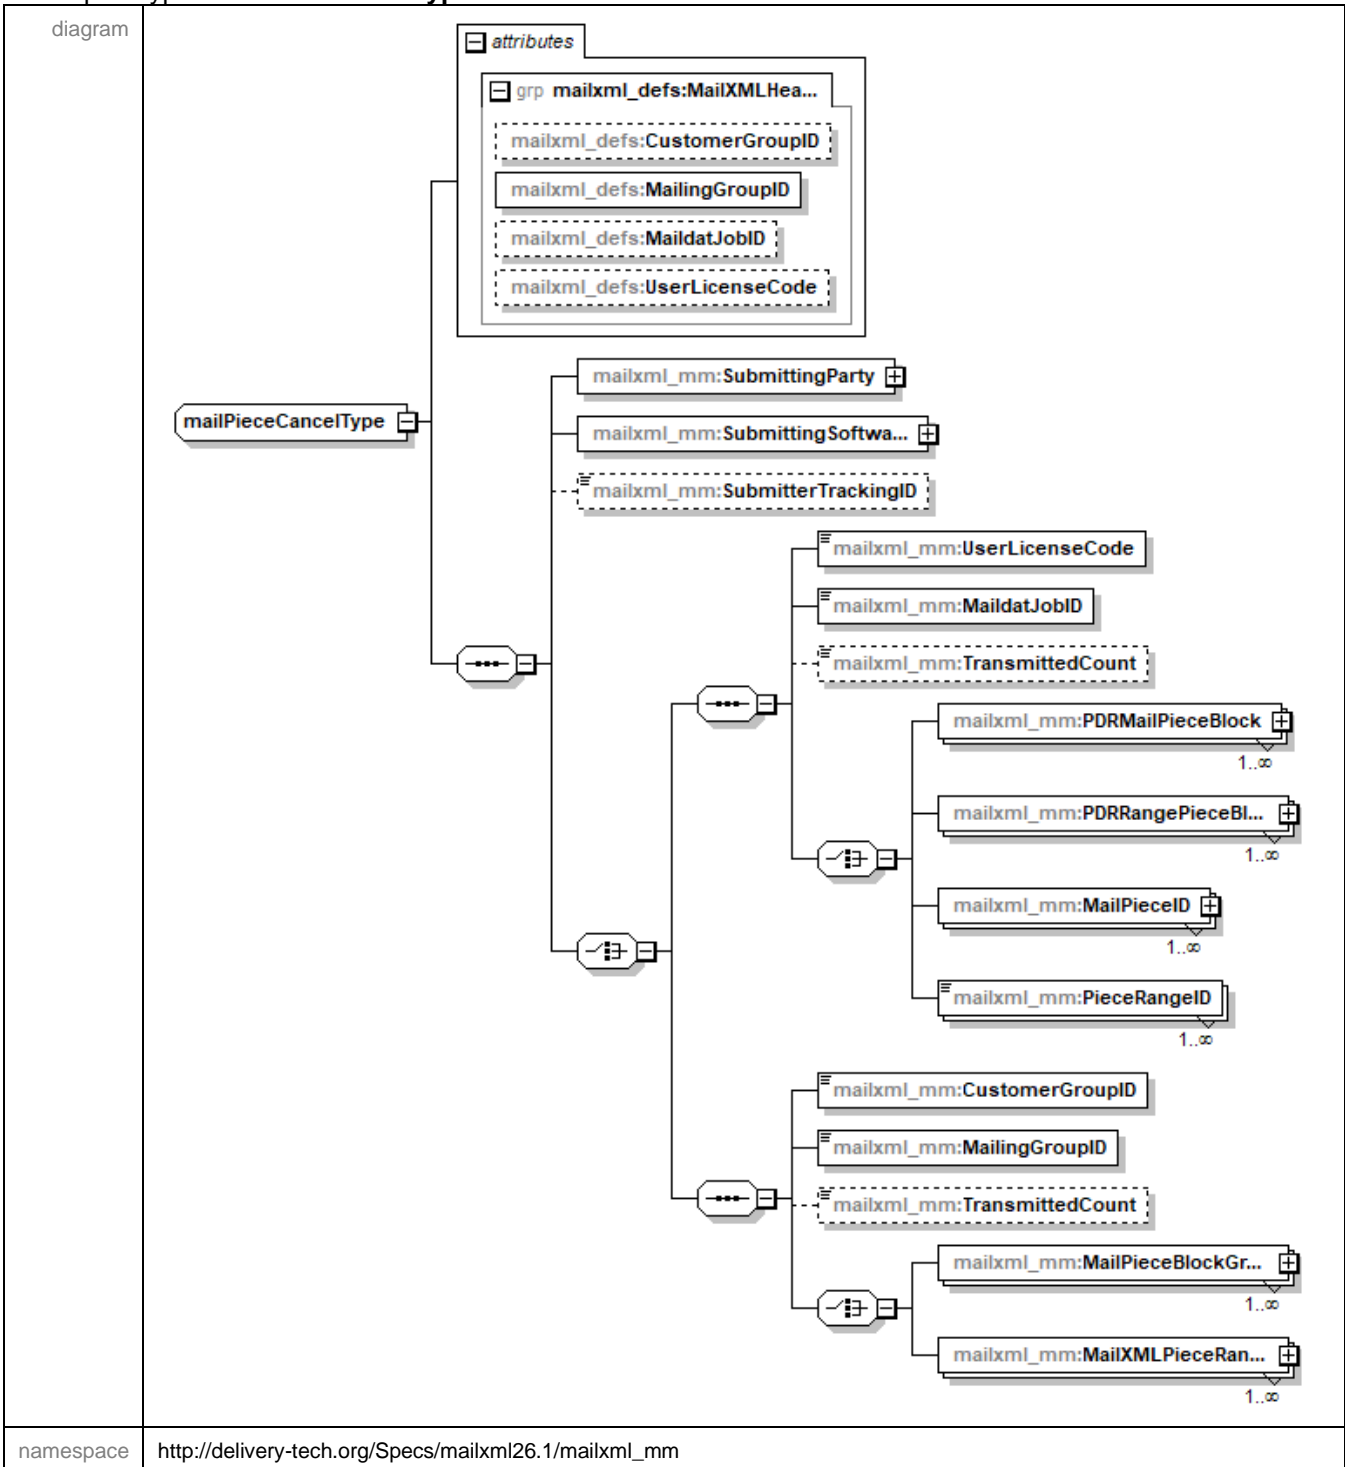 diagram
attributes
grp mailxml_defs:MailXMLHea...
mailxml_defs:CustomerGroupID
mailxml_defs:MailingGroupID
mailxml_defs:MaildatJobID
mailxml_defs:UserLicenseCode
mailxml_mm:SubmittingParty
mailPieceCancelType
mailxml_mm:SubmittingSoftwa...
mailxml_mm:SubmitterTrackingID
mailxml_mm:UserLicenseCode
mailxml_mm:MaildatJobID
mailxml_mm:TransmittedCount
mailxml_mm:PDRMailPieceBlock
1..∞
mailxml_mm:PDRRangePieceBl...
1..∞
mailxml_mm:MailPieceID
1..∞
mailxml_mm:PieceRangeID
1..∞
mailxml_mm:CustomerGroupID
mailxml_mm:MailingGroupID
mailxml_mm:TransmittedCount
mailxml_mm:MailPieceBlockGr...
1..∞
mailxml_mm:MailXMLPieceRan...
1..∞
namespace http://delivery-tech.org/Specs/mailxml26.1/mailxml_mm